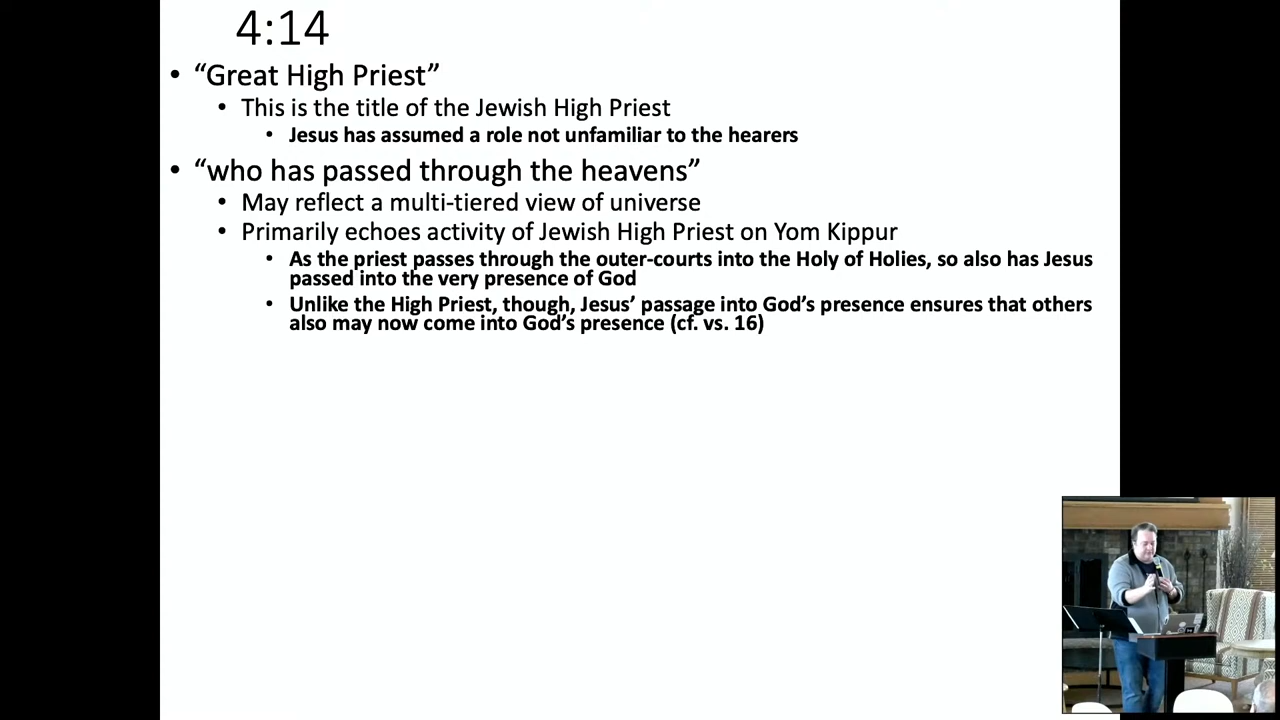 4:14
• “Great High Priest”
• This is the title of the Jewish High Priest
• Jesus has assumed a role not unfamiliar to the hearers
• “who has passed through the heavens”
• May reflect a multi-tiered view of universe
• Primarily echoes activity of Jewish High Priest on Yom Kippur
• As the priest passes through the outer-courts into the Holy of Holies, so also has Jesus
passed into the very presence of God
• Unlike the High Priest, though, Jesus’ passage into God’s presence ensures that others
also may now come into God’s presence (cf. vs. 16)